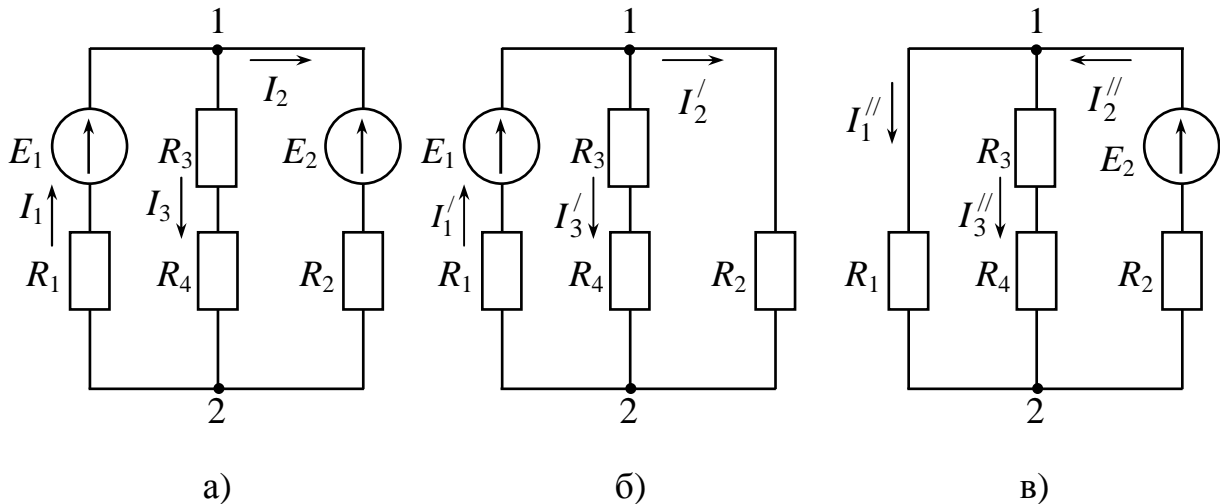 1 1 1
I₂ I₂′ I₂″
I₁″
E₁ R₃ E₂ E₁ R₃ R₃ E₂
I₁ I₃ I₁′ I₃′ I₃″
R₁ R₄ R₂ R₁ R₄ R₂ R₁ R₄ R₂
2 2 2
а) б) в)